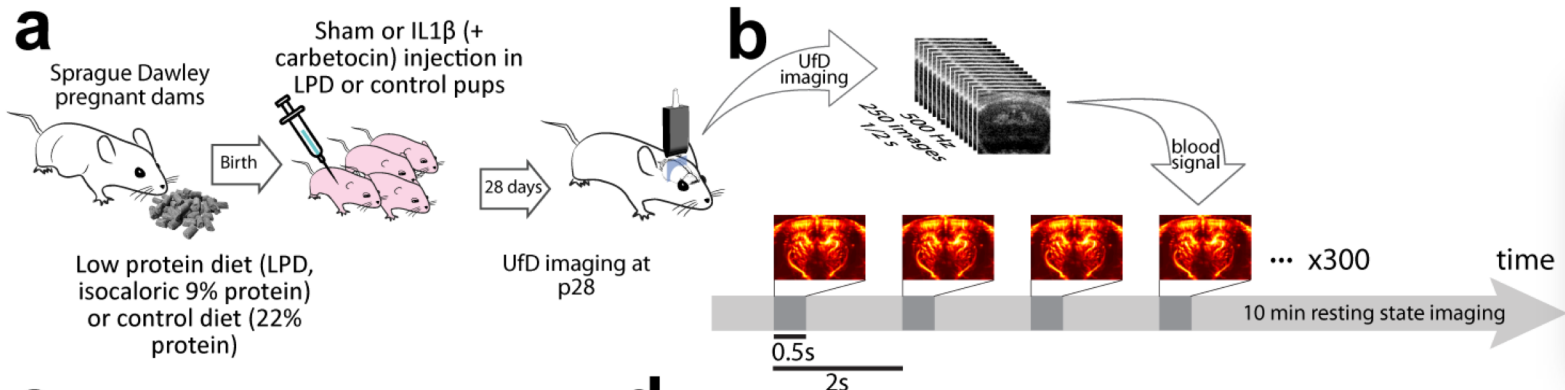 a
Sprague Dawley
pregnant dams
Birth
Low protein diet (LPD,
isocaloric 9% protein)
or control diet (22%
protein)
Sham or IL1β (+
carbetocin) injection in
LPD or control pups
28 days
UfD imaging at
p28
b
UfD
imaging
500 Hz
250 images
1/2 s
blood
signal
... x300
time
10 min resting state imaging
0.5s
2s